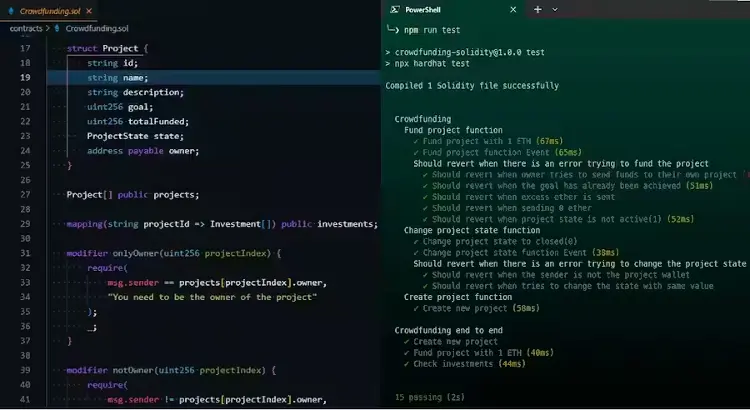 Crowdfunding.sol ×
contracts > Crowdfunding.sol
17 struct Project {
18 string id;
19 string name;
20 string description;
21 uint256 goal;
22 uint256 totalFunded;
23 ProjectState state;
24 address payable owner;
25 }
26
27 Project[] public projects;
28
29 mapping(string projectId => Investment[]) public investments;
30
31 modifier onlyOwner(uint256 projectIndex) {
32 require(
33 msg.sender == projects[projectIndex].owner,
34 "You need to be the owner of the project"
35 );
36 _;
37 }
38
39 modifier notOwner(uint256 projectIndex) {
40 require(
41 msg.sender != projects[projectIndex].owner,
PowerShell × + ⌄
npm run test
> crowdfunding-solidity@1.0.0 test
> npx hardhat test
Compiled 1 Solidity file successfully
Crowdfunding
Fund project function
✓ Fund project with 1 ETH (67ms)
✓ Fund project function Event (65ms)
Should revert when there is an error trying to fund the project
✓ Should revert when owner tries to send funds to their own project
✓ Should revert when the goal has already been achieved (51ms)
✓ Should revert when excess ether is sent
✓ Should revert when sending 0 ether
✓ Should revert when project state is not active(1) (52ms)
Change project state function
✓ Change project state to closed(0)
✓ Change project state function Event (38ms)
Should revert when there is an error trying to change the project state
✓ Should revert when the sender is not the project wallet
✓ Should revert when tries to change the state with same value
Create project function
✓ Create new project (58ms)
Crowdfunding end to end
✓ Create new project
✓ Fund project with 1 ETH (40ms)
✓ Check investments (44ms)
15 passing (2s)